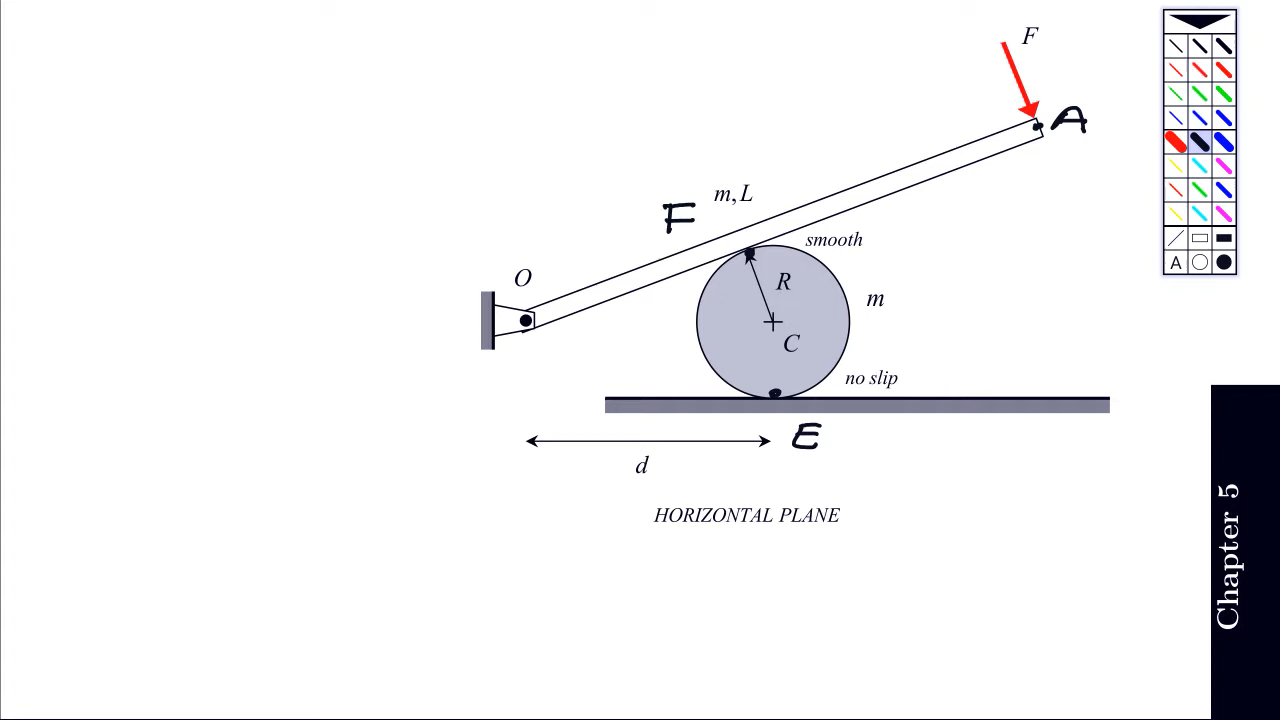 F
A
m, L
F
smooth
O
R
m
C
no slip
E
d
HORIZONTAL PLANE
A
Chapter 5